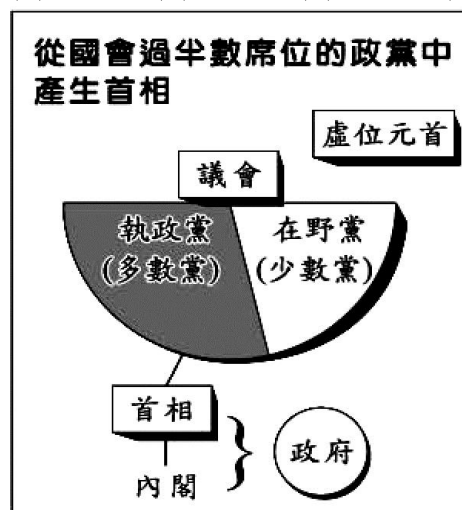 從國會過半數席位的政黨中
產生首相
虛位元首
議會
執政黨
(多數黨)
在野黨
(少數黨)
首相
內閣
政府